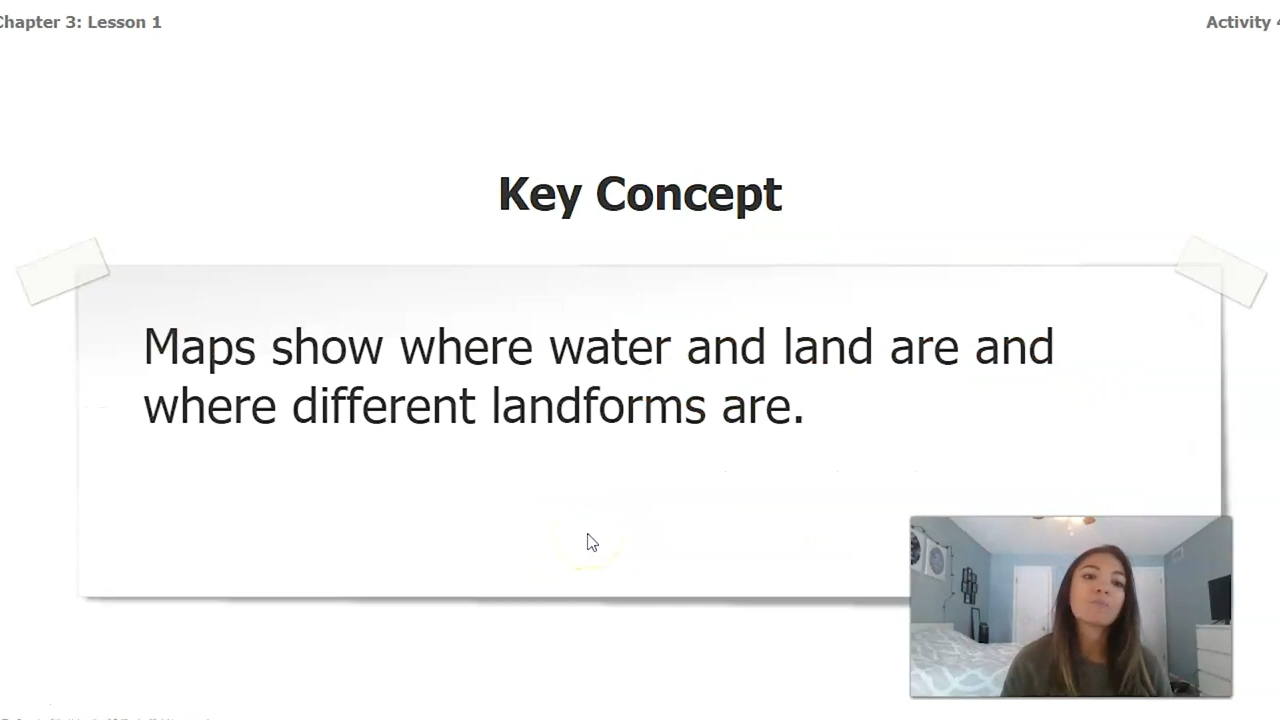 Chapter 3: Lesson 1
Activity 4
Key Concept
Maps show where water and land are and
where different landforms are.